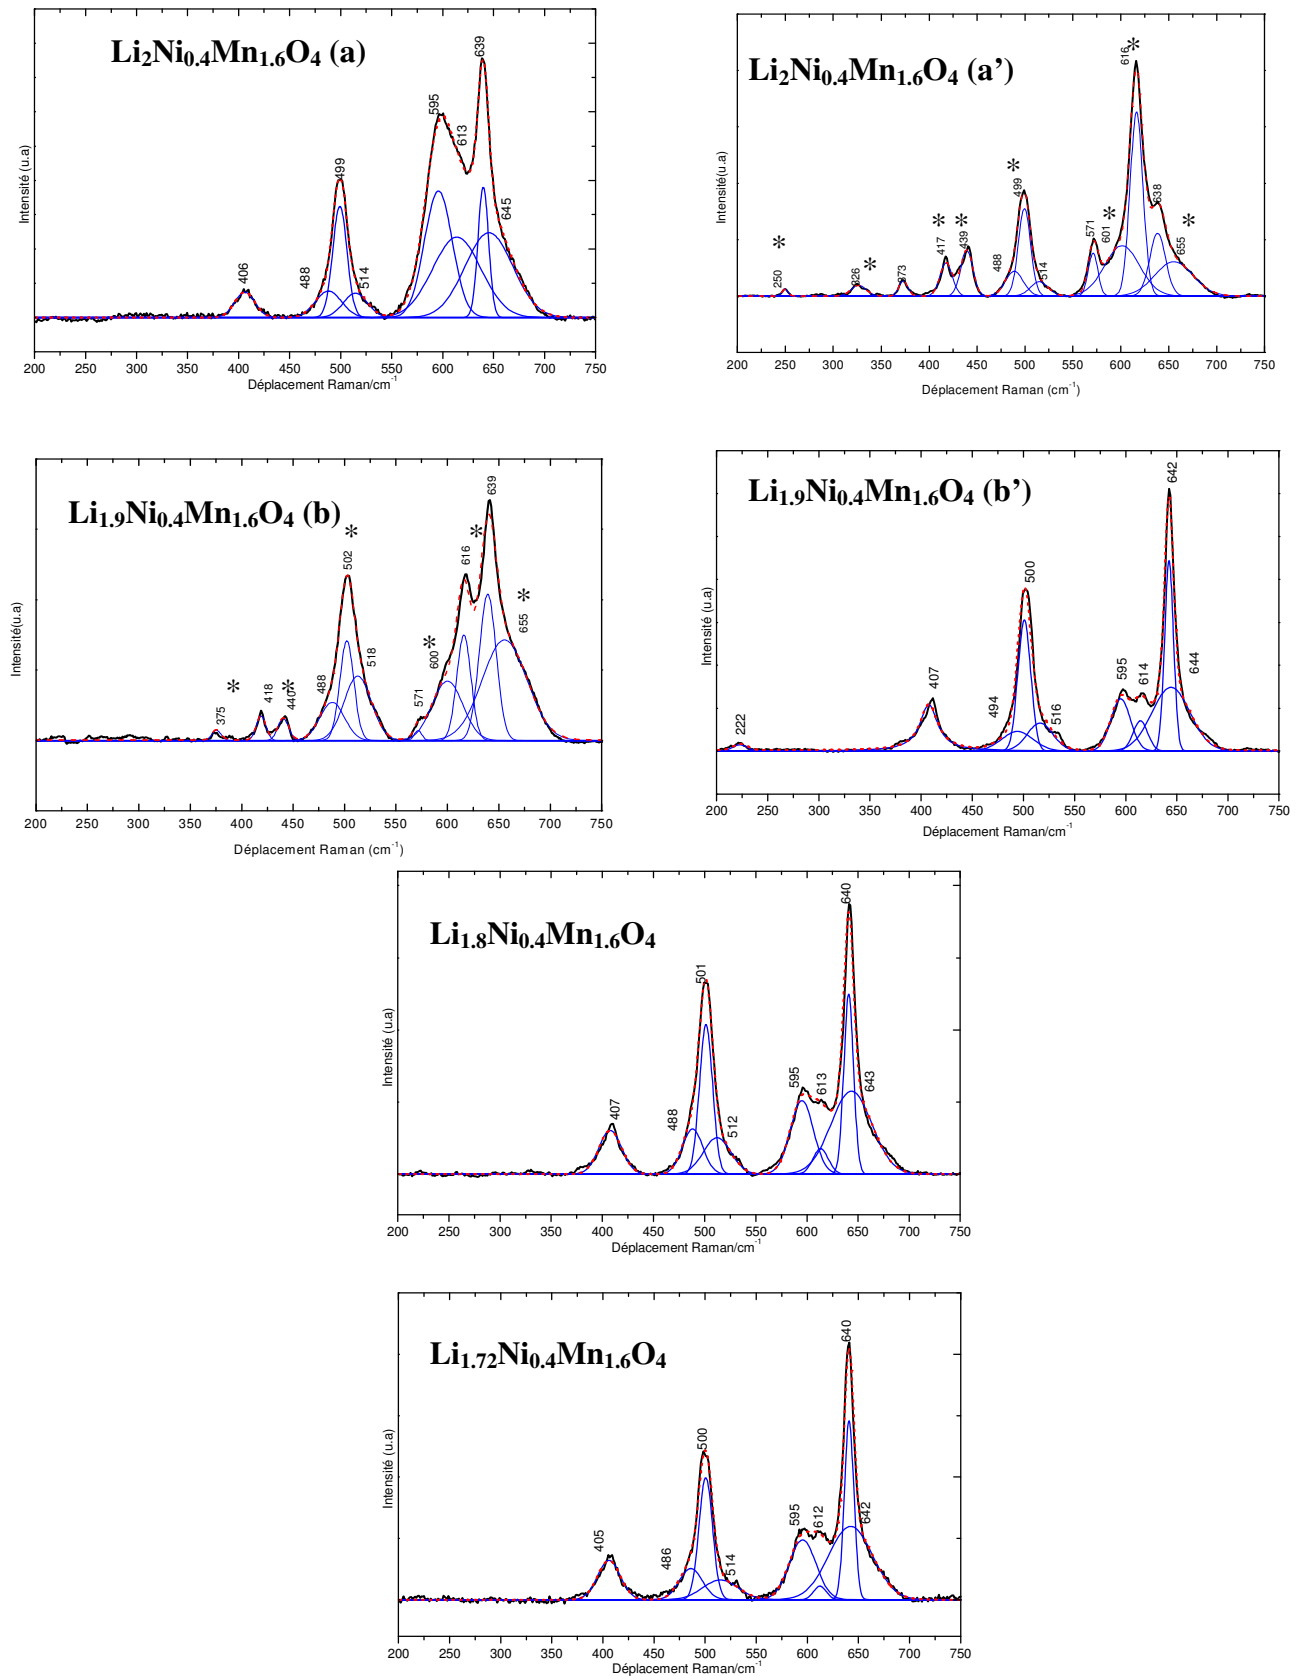 Li2Ni0.4Mn1.6O4 (a)
639
595
613
499
645
406
488
514
Intensité (u.a)
200 250 300 350 400 450 500 550 600 650 700 750
Déplacement Raman/cm-1
Li2Ni0.4Mn1.6O4 (a’)
616 *
* 499
638
* 417
* 439
571
601 *
655 *
* 250
326 *
373
488
514
Intensité(u.a)
200 250 300 350 400 450 500 550 600 650 700 750
Déplacement Raman (cm-1)
Li1.9Ni0.4Mn1.6O4 (b)
639
502 *
616 *
655 *
600 *
518
488
571
375 *
418
440 *
Intensité(u.a)
200 250 300 350 400 450 500 550 600 650 700 750
Déplacement Raman (cm-1)
Li1.9Ni0.4Mn1.6O4 (b’)
642
500
407
595
614
644
494
516
222
Intensité (u.a)
200 250 300 350 400 450 500 550 600 650 700 750
Déplacement Raman/cm-1
Li1.8Ni0.4Mn1.6O4
640
501
595
613
643
407
488
512
Intensité (u.a)
200 250 300 350 400 450 500 550 600 650 700 750
Déplacement Raman/cm-1
Li1.72Ni0.4Mn1.6O4
640
500
595
612
642
405
486
514
Intensité (u.a)
200 250 300 350 400 450 500 550 600 650 700 750
Déplacement Raman/cm-1